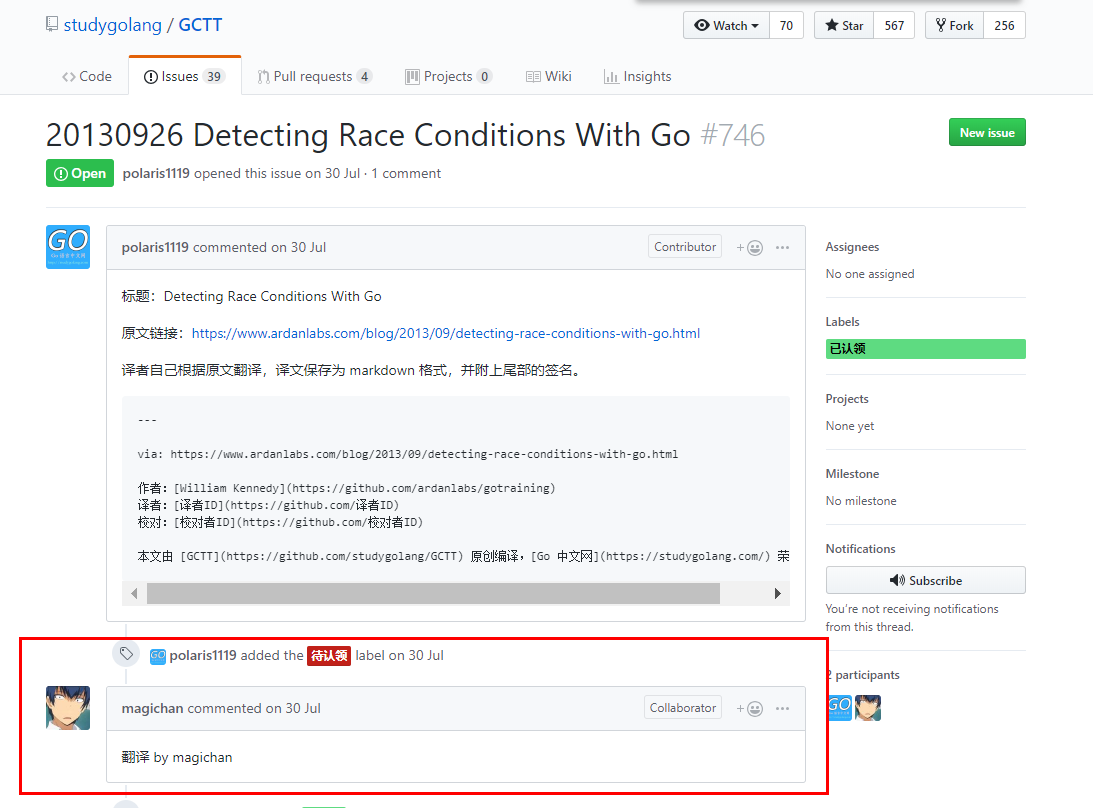 studygolang / GCTT
Watch 70 Star 567 Fork 256
Code Issues 39 Pull requests 4 Projects 0 Wiki Insights
20130926 Detecting Race Conditions With Go #746
New issue
Open polaris1119 opened this issue on 30 Jul · 1 comment
GO
polaris1119 commented on 30 Jul Contributor
标题：Detecting Race Conditions With Go
原文链接：https://www.ardanlabs.com/blog/2013/09/detecting-race-conditions-with-go.html
译者自己根据原文翻译，译文保存为 markdown 格式，并附上尾部的签名。
---
via: https://www.ardanlabs.com/blog/2013/09/detecting-race-conditions-with-go.html
作者：[William Kennedy](https://github.com/ardanlabs/gotraining)
译者：[译者ID](https://github.com/译者ID)
校对：[校对者ID](https://github.com/校对者ID)
本文由 [GCTT](https://github.com/studygolang/GCTT) 原创编译，[Go 中文网](https://studygolang.com/) 荣
GO polaris1119 added the 待认领 label on 30 Jul
magichan commented on 30 Jul Collaborator
翻译 by magichan
Assignees
No one assigned
Labels
已认领
Projects
None yet
Milestone
No milestone
Notifications
Subscribe
You're not receiving notifications
from this thread.
2 participants
GO